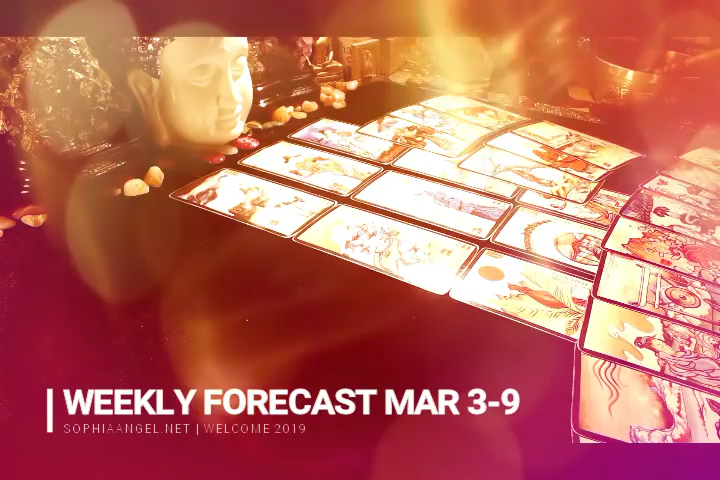 WEEKLY FORECAST MAR 3-9
SOPHIAANGEL.NET | WELCOME 2019